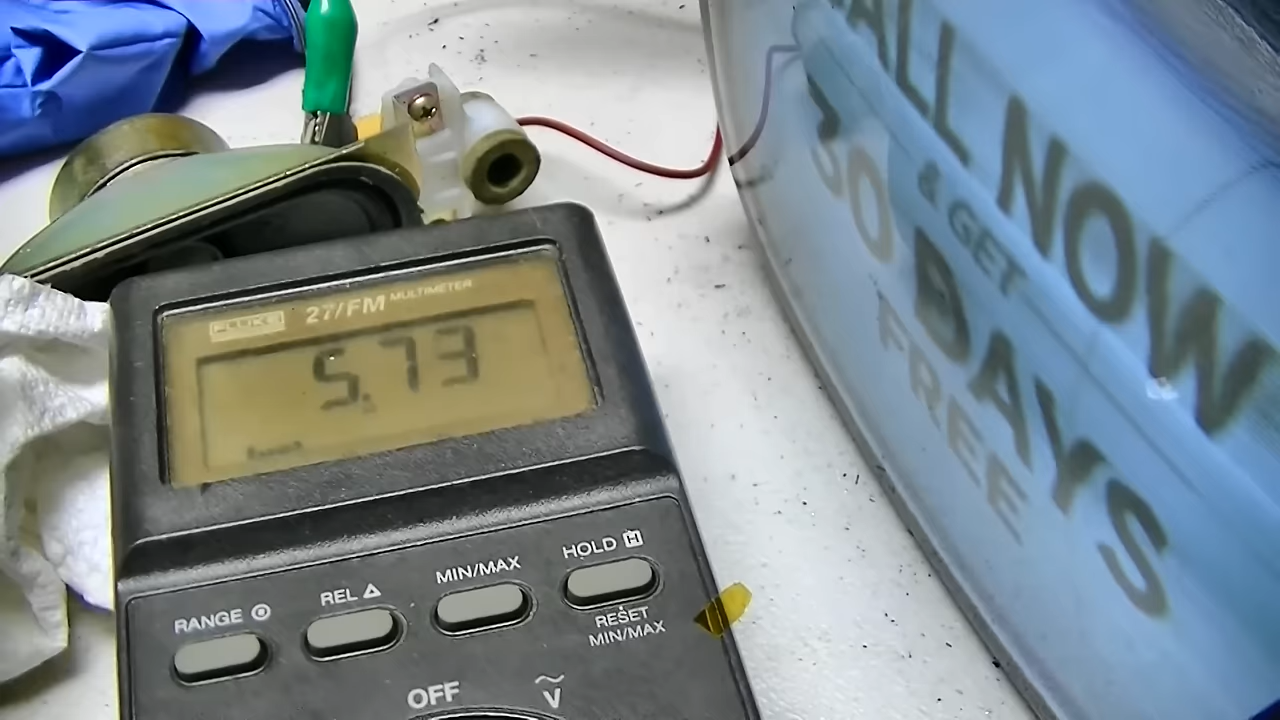 FLUKE 27/FM MULTIMETER
5.73
RANGE
REL △
MIN/MAX
HOLD H
RESET
MIN/MAX
OFF
V
CALL NOW
& GET
30 DAYS
FREE